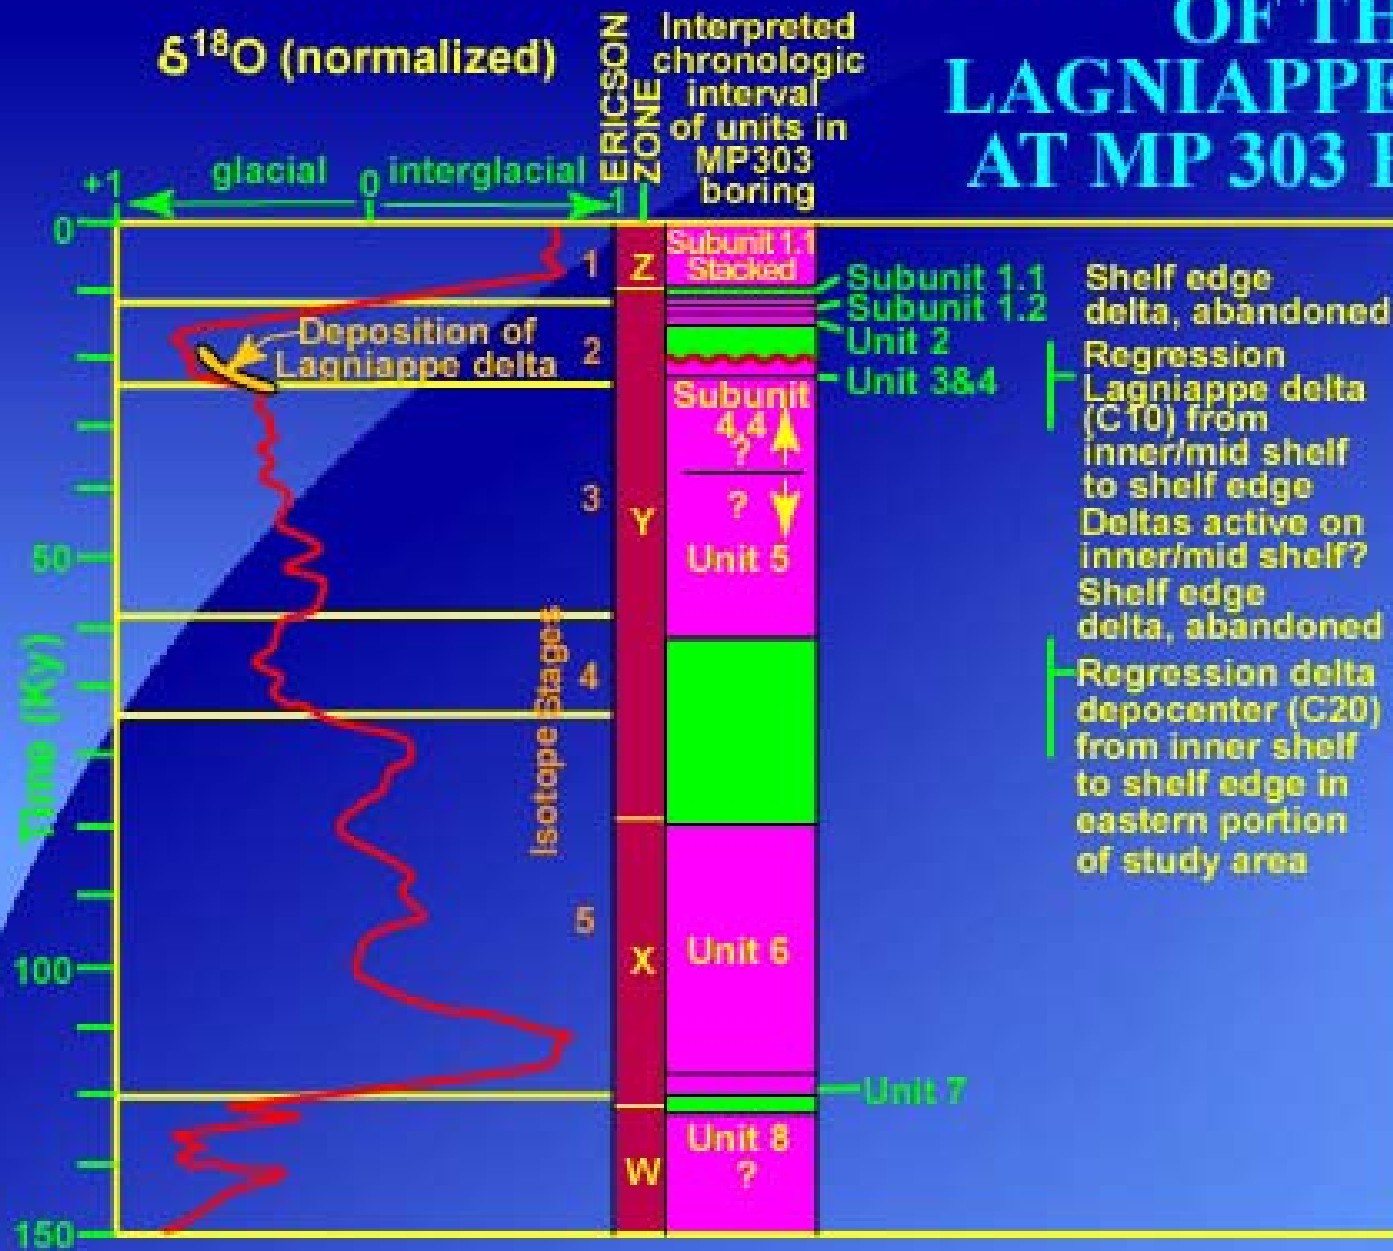 OF TH
LAGNIAPPE
AT MP 303
δ18O (normalized)
ERICSON
ZONE
Interpreted
chronologic
interval
of units in
MP303
boring
+1
glacial
0
interglacial
-1
0
50
100
150
Time (Ky)
Deposition of
Lagniappe delta
Isotope Stages
1
2
3
4
5
Z
Y
X
W
Subunit 1.1
Stacked
Subunit
4,4
?
?
Unit 5
Unit 6
Unit 8
?
Subunit 1.1
Subunit 1.2
Unit 2
Unit 3&4
Unit 7
Shelf edge
delta, abandoned
Regression
Lagniappe delta
(C10) from
inner/mid shelf
to shelf edge
Deltas active on
inner/mid shelf?
Shelf edge
delta, abandoned
Regression delta
depocenter (C20)
from inner shelf
to shelf edge in
eastern portion
of study area